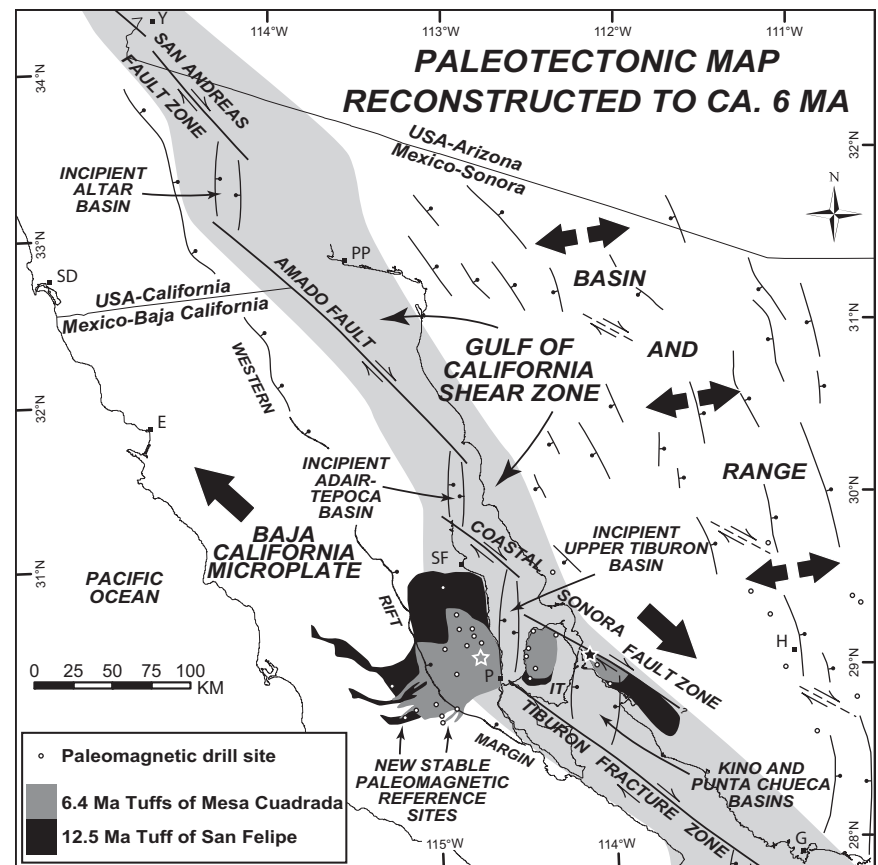 114°W
113°W
112°W
111°W
Y
34°N
SAN ANDREAS
FAULT ZONE
PALEOTECTONIC MAP
RECONSTRUCTED TO CA. 6 MA
USA-Arizona
Mexico-Sonora
32°N
N
INCIPIENT
ALTAR
BASIN
33°N
SD
PP
USA-California
Mexico-Baja California
AMADO FAULT
BASIN
AND
RANGE
31°N
GULF OF
CALIFORNIA
SHEAR ZONE
WESTERN
RIFT
MARGIN
32°N
E
INCIPIENT
ADAIR-
TEPOCA
BASIN
30°N
BAJA
CALIFORNIA
MICROPLATE
COASTAL
SONORA
FAULT ZONE
INCIPIENT
UPPER TIBURON
BASIN
SF
31°N
PACIFIC
OCEAN
H
29°N
0 25 50 75 100
KM
P
IT
?
TIBURON
FRACTURE ZONE
Paleomagnetic drill site
6.4 Ma Tuffs of Mesa Cuadrada
12.5 Ma Tuff of San Felipe
NEW STABLE
PALEOMAGNETIC
REFERENCE
SITES
KINO AND
PUNTA CHUECA
BASINS
G
28°N
115°W
114°W